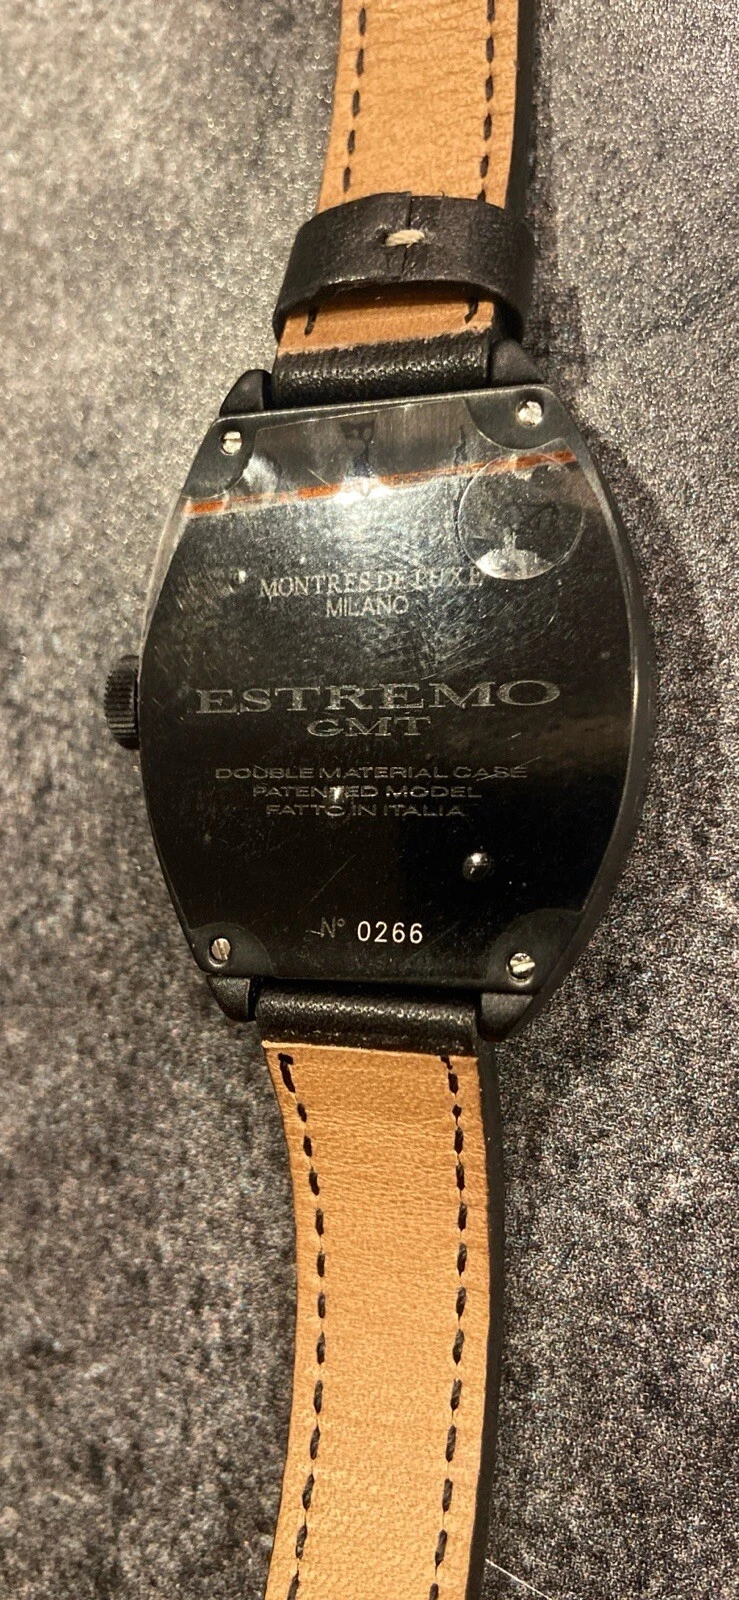 MONTRES DE LUXE
MILANO
ESTREMO
GMT
DOUBLE MATERIAL CASE
PATENTED MODEL
FATTO IN ITALIA
N° 0266